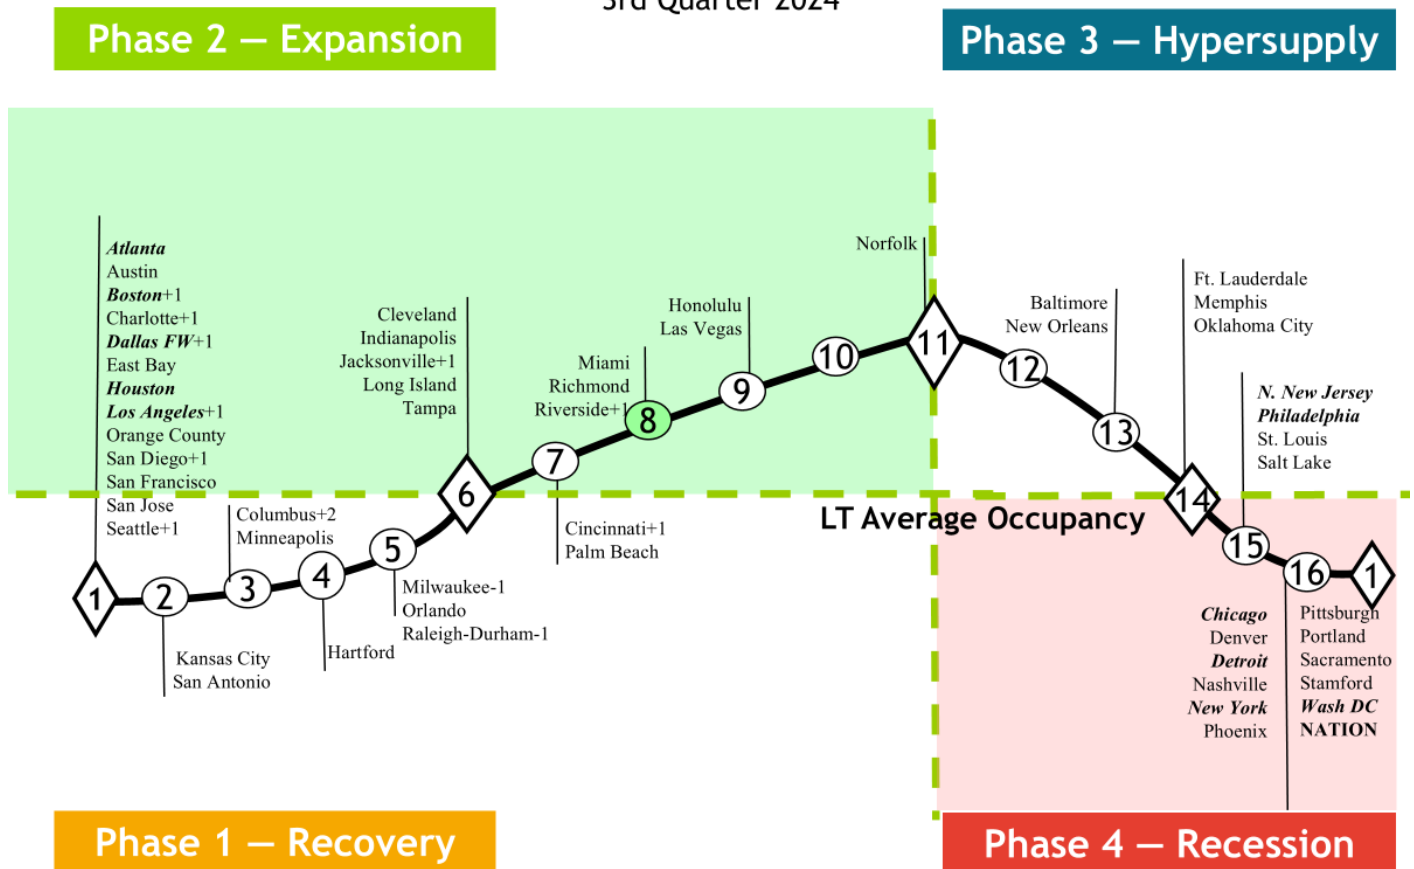 3rd Quarter 2024
Phase 2 — Expansion
Phase 3 — Hypersupply
Atlanta
Austin
Boston+1
Charlotte+1
Dallas FW+1
East Bay
Houston
Los Angeles+1
Orange County
San Diego+1
San Francisco
San Jose
Seattle+1
Columbus+2
Minneapolis
Cleveland
Indianapolis
Jacksonville+1
Long Island
Tampa
Miami
Richmond
Riverside+1
Honolulu
Las Vegas
Norfolk
Baltimore
New Orleans
Ft. Lauderdale
Memphis
Oklahoma City
N. New Jersey
Philadelphia
St. Louis
Salt Lake
1
2
3
4
5
6
7
8
9
10
11
12
13
14
15
16
1
LT Average Occupancy
Cincinnati+1
Palm Beach
Milwaukee-1
Orlando
Raleigh-Durham-1
Hartford
Kansas City
San Antonio
Chicago
Denver
Detroit
Nashville
New York
Phoenix
Pittsburgh
Portland
Sacramento
Stamford
Wash DC
NATION
Phase 1 — Recovery
Phase 4 — Recession